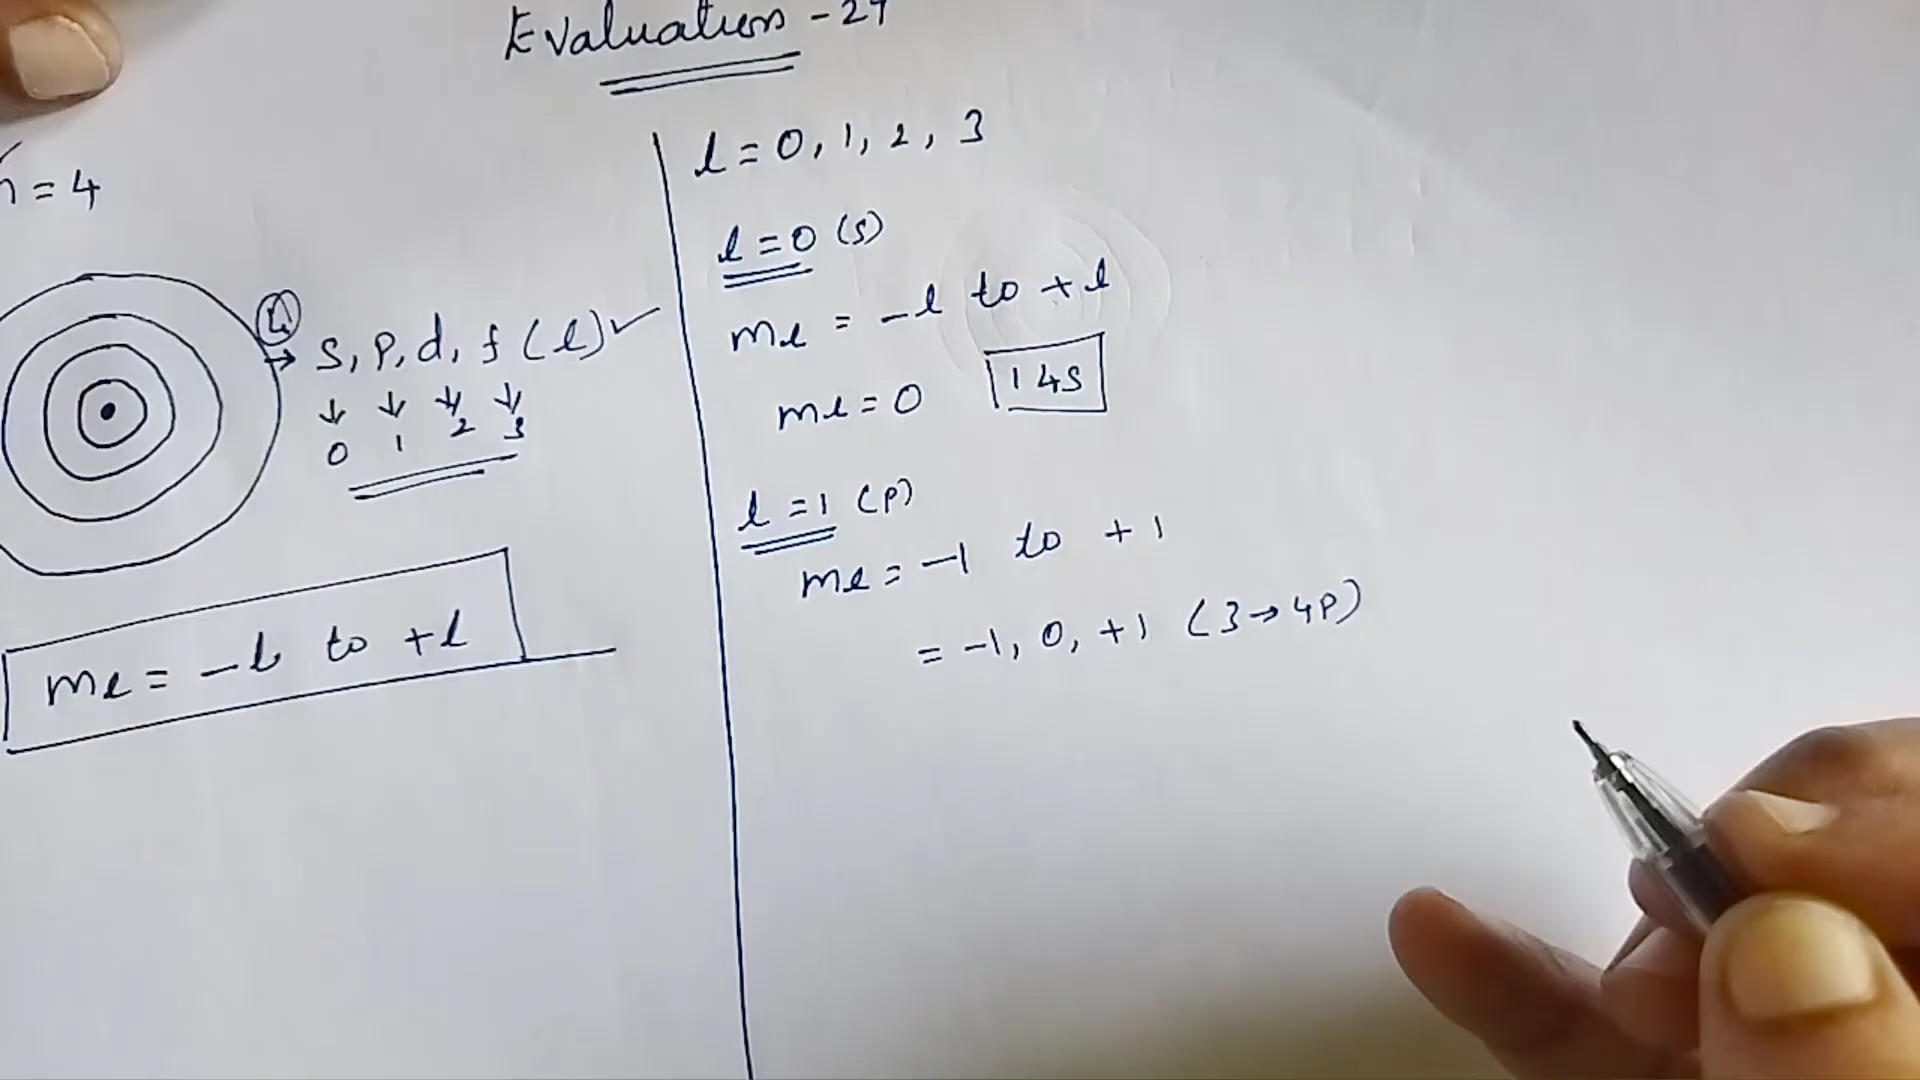 Evaluation - 27
n = 4
4
→ s, p, d, f (l) ✓
↓ ↓ ↓ ↓
0 1 2 3
ml = -l to +l
l = 0, 1, 2, 3
l = 0 (s)
ml = -l to +l
ml = 0
1 4s
l = 1 (p)
ml = -1 to +1
= -1, 0, +1 (3 → 4p)